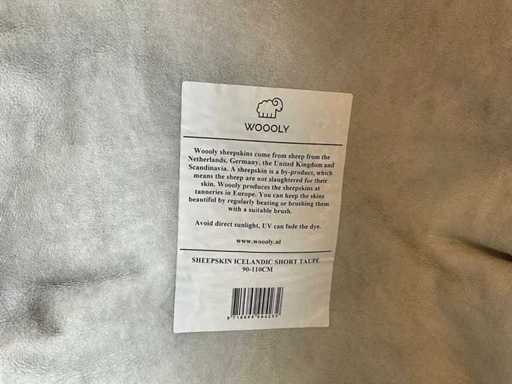 WOOOLY
Woooly sheepskins come from sheep from the
Netherlands, Germany, the United Kingdom and
Scandinavia. A sheepskin is a by-product, which
means the sheep are not slaughtered for their
skin. Woooly produces the sheepskins at
tanneries in Europe. You can keep the skins
beautiful by regularly beating or brushing them
with a suitable brush.
Avoid direct sunlight, UV can fade the dye.
www.woooly.nl
SHEEPSKIN ICELANDIC SHORT TAUPE
90-110CM